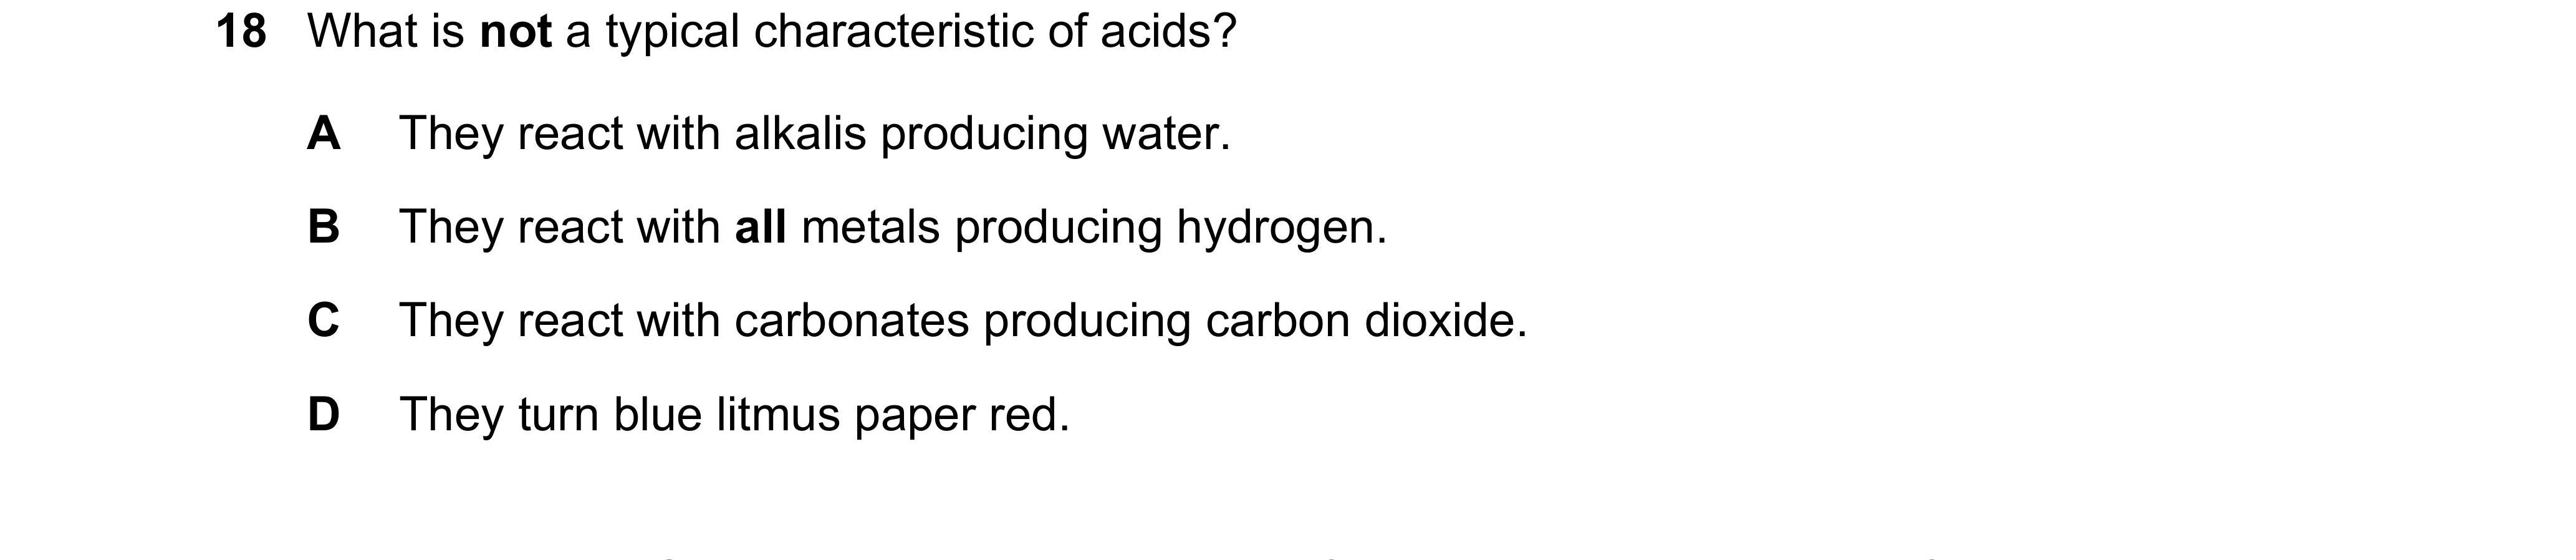 18 What is not a typical characteristic of acids?
A They react with alkalis producing water.
B They react with all metals producing hydrogen.
C They react with carbonates producing carbon dioxide.
D They turn blue litmus paper red.